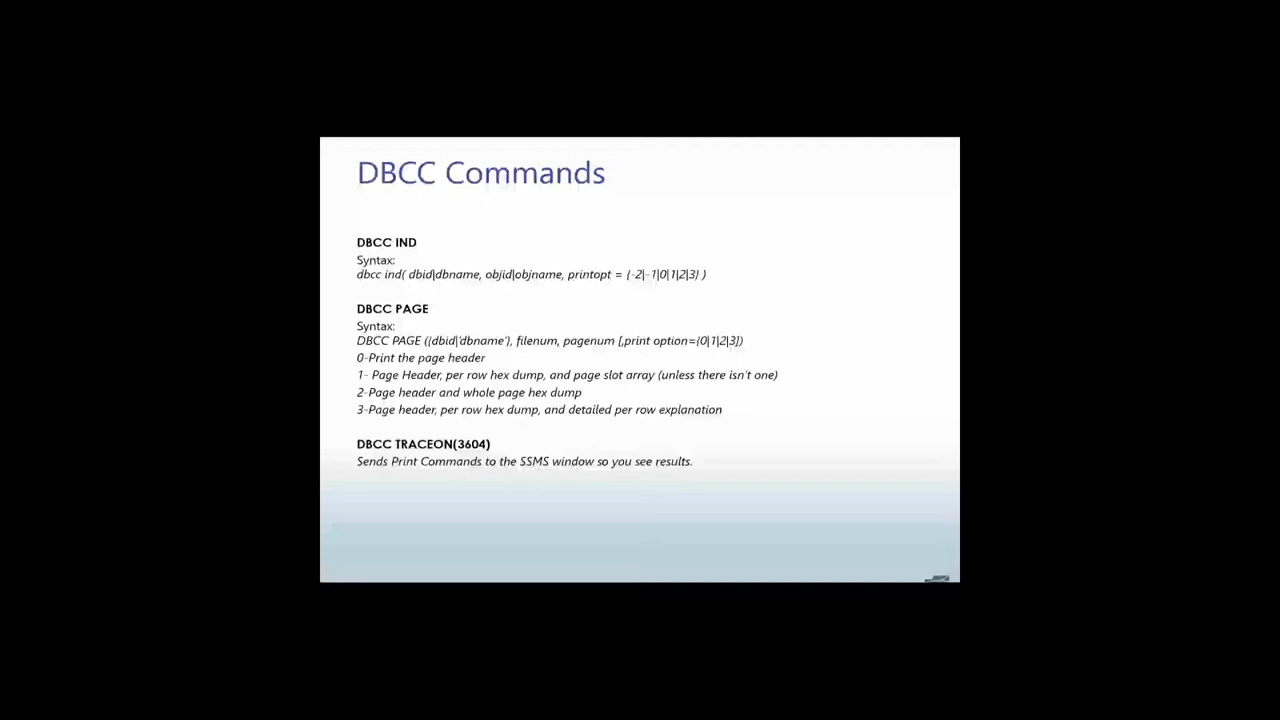 DBCC Commands
DBCC IND
Syntax:
dbcc ind( dbid|dbname, objid|objname, printopt = {-2|-1|0|1|2|3} )
DBCC PAGE
Syntax:
DBCC PAGE ({dbid|'dbname'}, filenum, pagenum [,print option={0|1|2|3])
0-Print the page header
1- Page Header, per row hex dump, and page slot array (unless there isn't one)
2-Page header and whole page hex dump
3-Page header, per row hex dump, and detailed per row explanation
DBCC TRACEON(3604)
Sends Print Commands to the SSMS window so you see results.